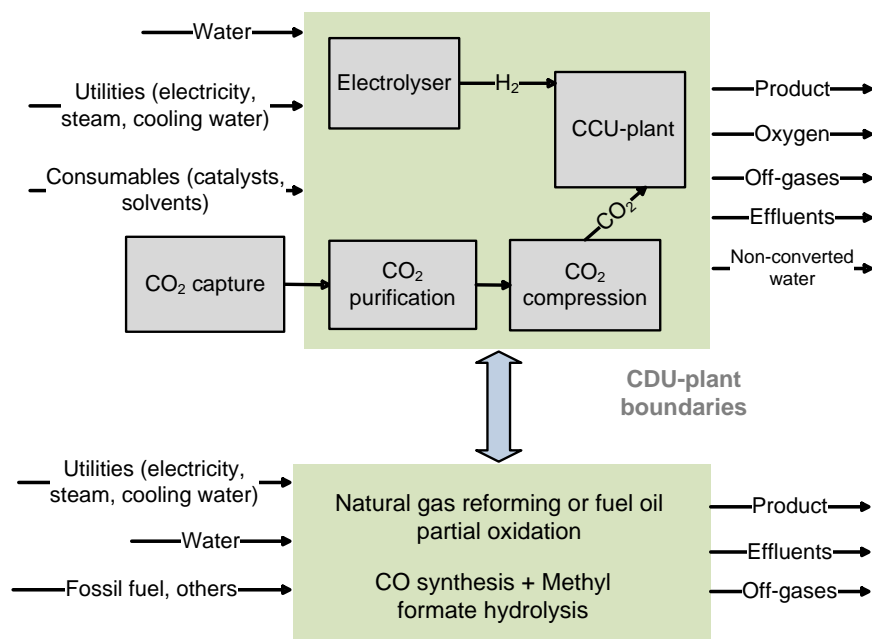 Water
Utilities (electricity,
steam, cooling water)
Consumables (catalysts,
solvents)
Electrolyser
H₂
CCU-plant
CO₂
CO₂ capture
CO₂
purification
CO₂
compression
Product
Oxygen
Off-gases
Effluents
Non-converted
water
CDU-plant
boundaries
Utilities (electricity,
steam, cooling water)
Water
Fossil fuel, others
Natural gas reforming or fuel oil
partial oxidation
CO synthesis + Methyl
formate hydrolysis
Product
Effluents
Off-gases